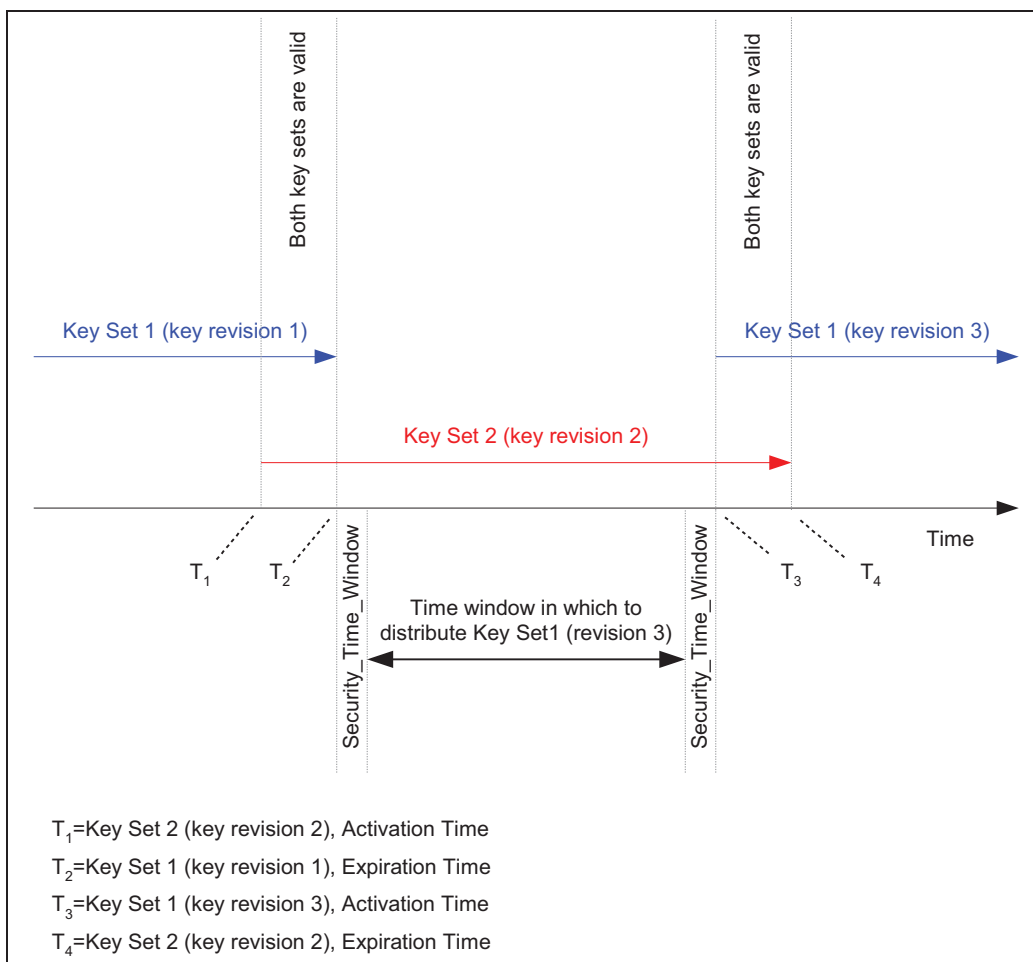 Both key sets are valid
Both key sets are valid
Key Set 1 (key revision 1)
Key Set 1 (key revision 3)
Key Set 2 (key revision 2)
Time
T1
T2
T3
T4
Security_Time_Window
Time window in which to
distribute Key Set1 (revision 3)
Security_Time_Window
T1=Key Set 2 (key revision 2), Activation Time
T2=Key Set 1 (key revision 1), Expiration Time
T3=Key Set 1 (key revision 3), Activation Time
T4=Key Set 2 (key revision 2), Expiration Time